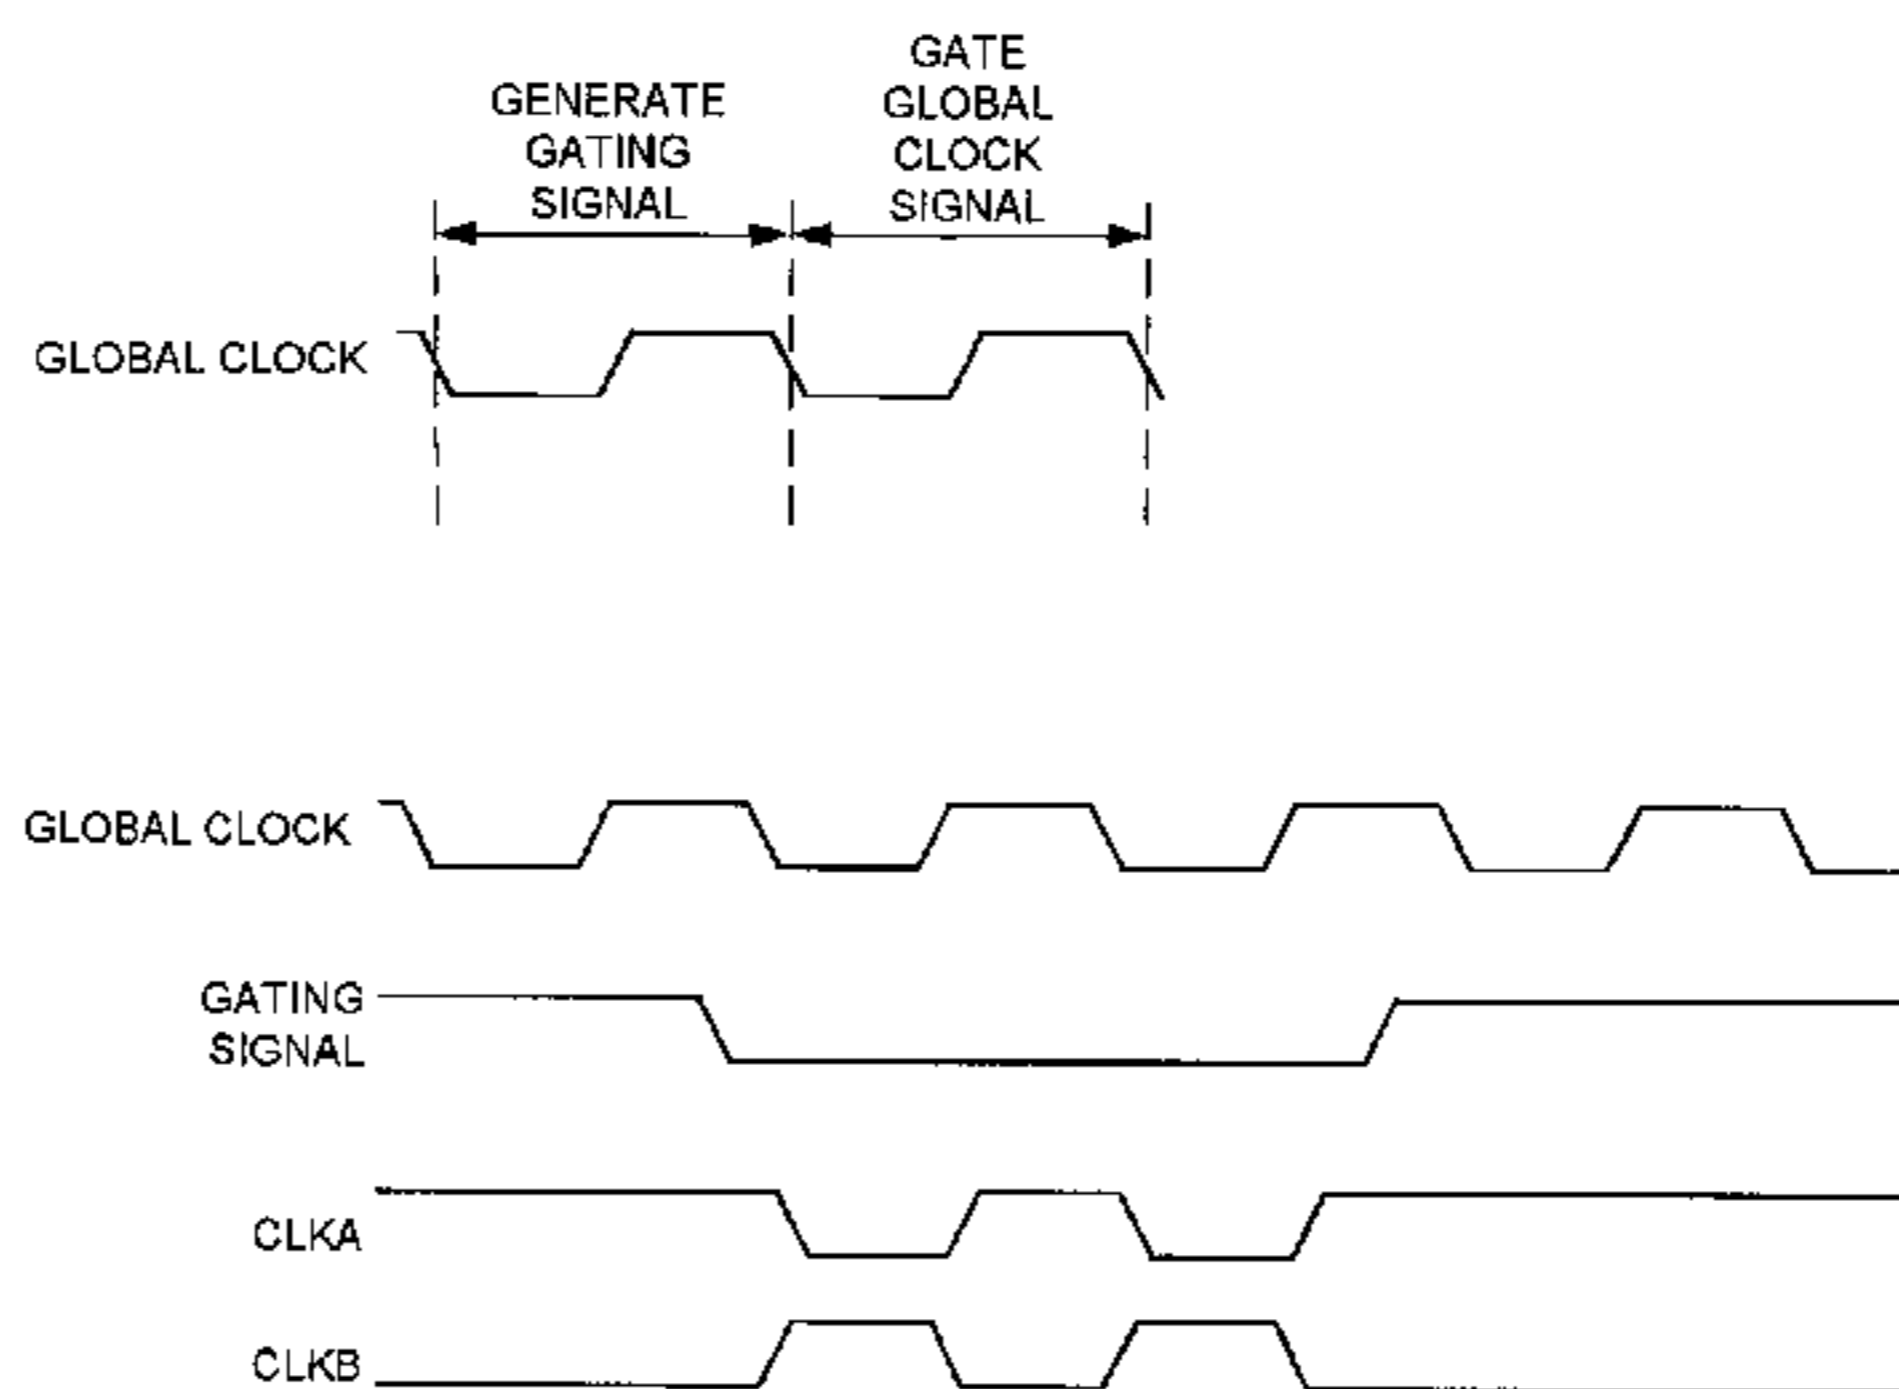 GENERATE
GATING
SIGNAL
GATE
GLOBAL
CLOCK
SIGNAL
GLOBAL CLOCK
GLOBAL CLOCK
GATING
SIGNAL
CLKA
CLKB